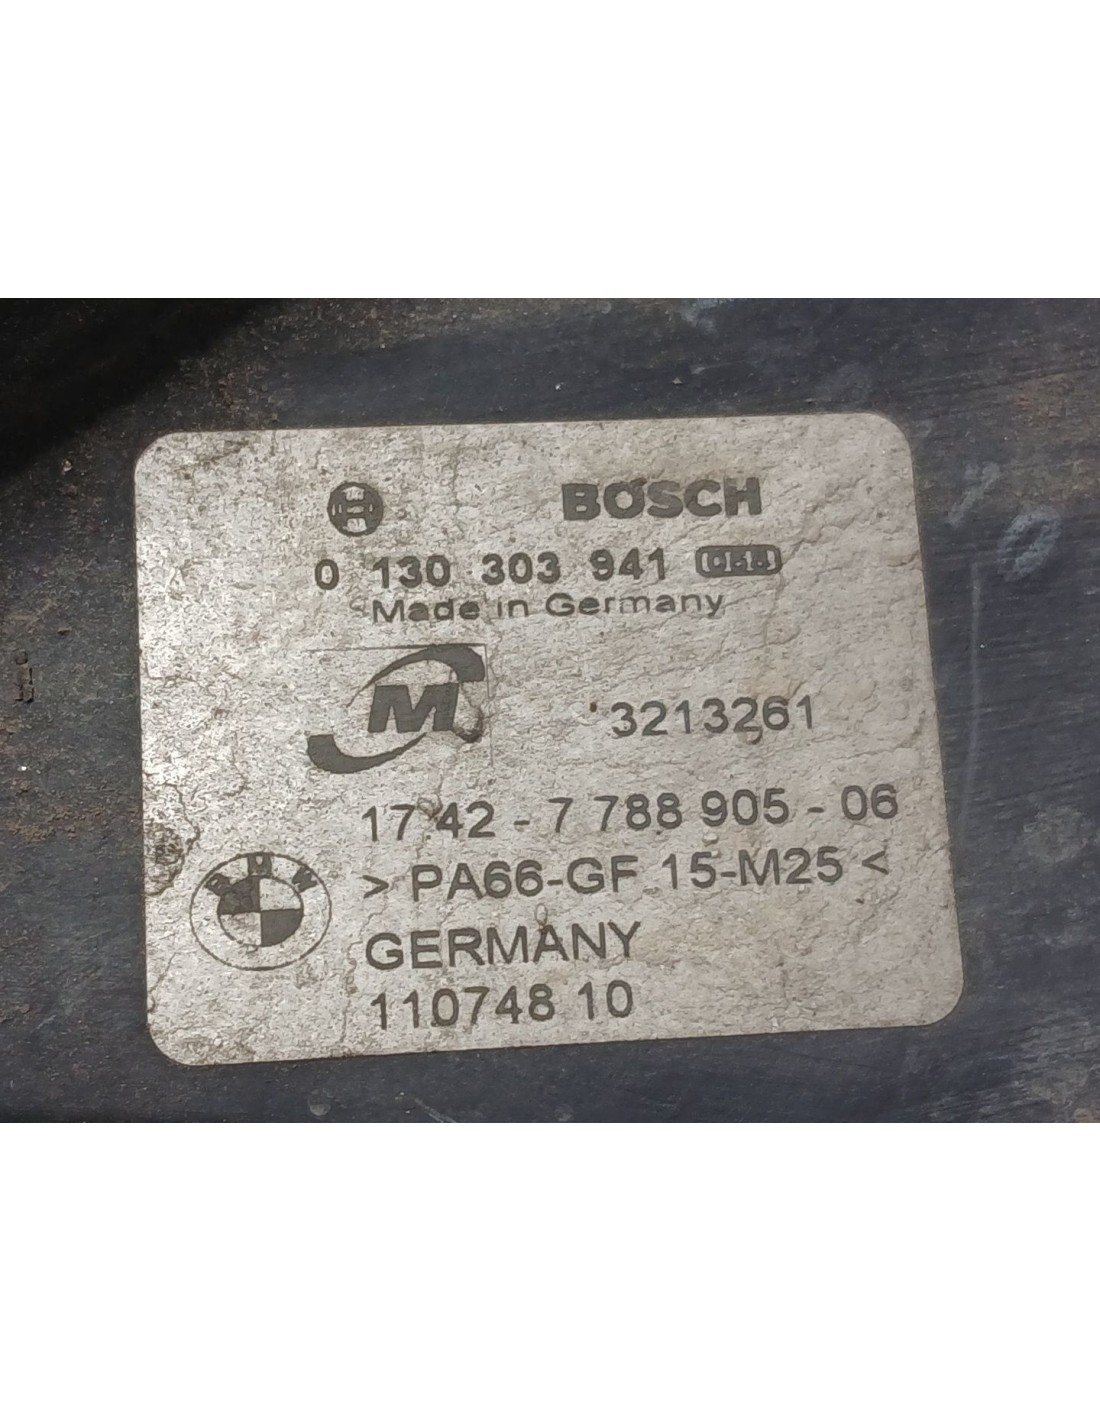 BOSCH
0 130 303 941
Made in Germany
M
3213261
17 42 - 7 788 905 - 06
BMW
> PA66-GF 15-M25 <
GERMANY
110748 10